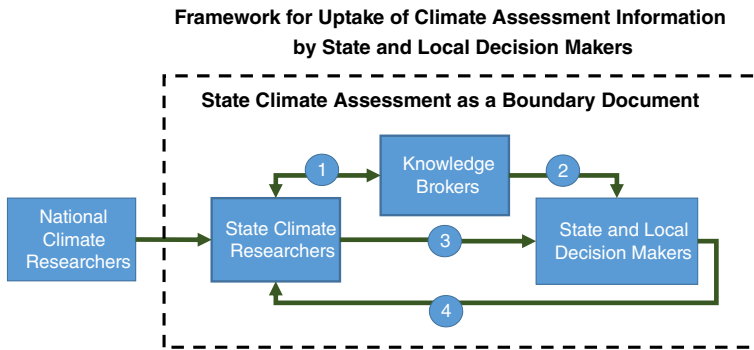 Framework for Uptake of Climate Assessment Information
by State and Local Decision Makers
State Climate Assessment as a Boundary Document
1
Knowledge
Brokers
2
National
Climate
Researchers
State Climate
Researchers
3
State and Local
Decision Makers
4